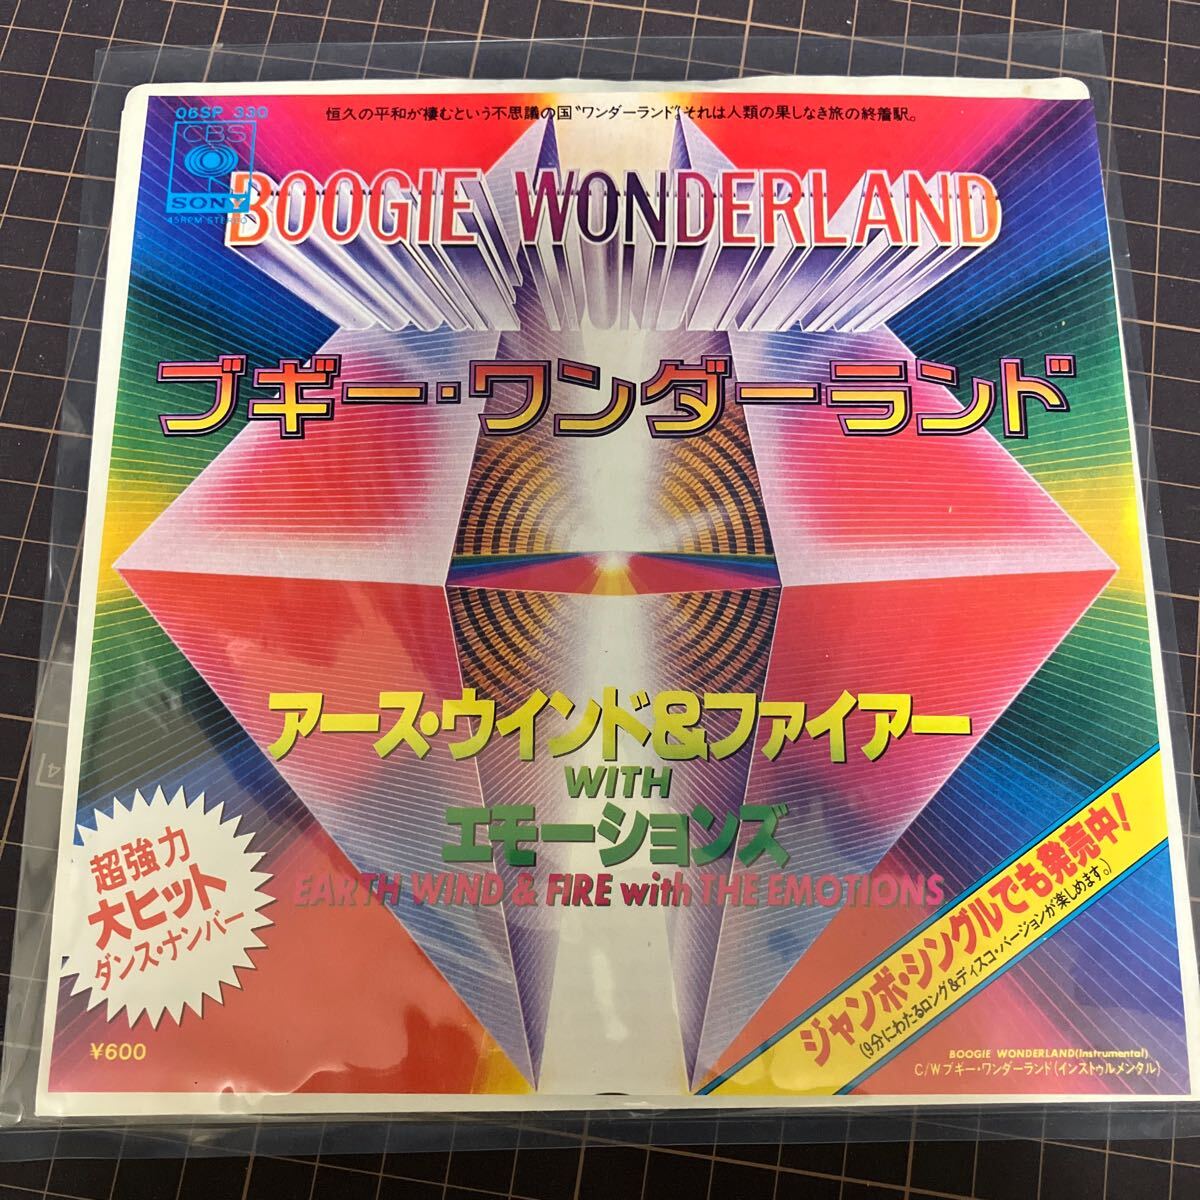 06SP 330
恒久の平和が棲むという不思議の国〝ワンダーランド〟それは人類の果しなき旅の終着駅。
CBS
SONY
45RPM STEREO
BOOGIE WONDERLAND
ブギー・ワンダーランド
アース・ウインド&ファイアー
WITH
エモーションズ
EARTH WIND & FIRE with THE EMOTIONS
超強力
大ヒット
ダンス・ナンバー
¥600
ジャンボ・シングルでも発売中!
(9分にわたるロング&ディスコ・バージョンが楽しめます。)
BOOGIE WONDERLAND(Instrumental)
C/W ブギー・ワンダーランド(インストゥルメンタル)
4